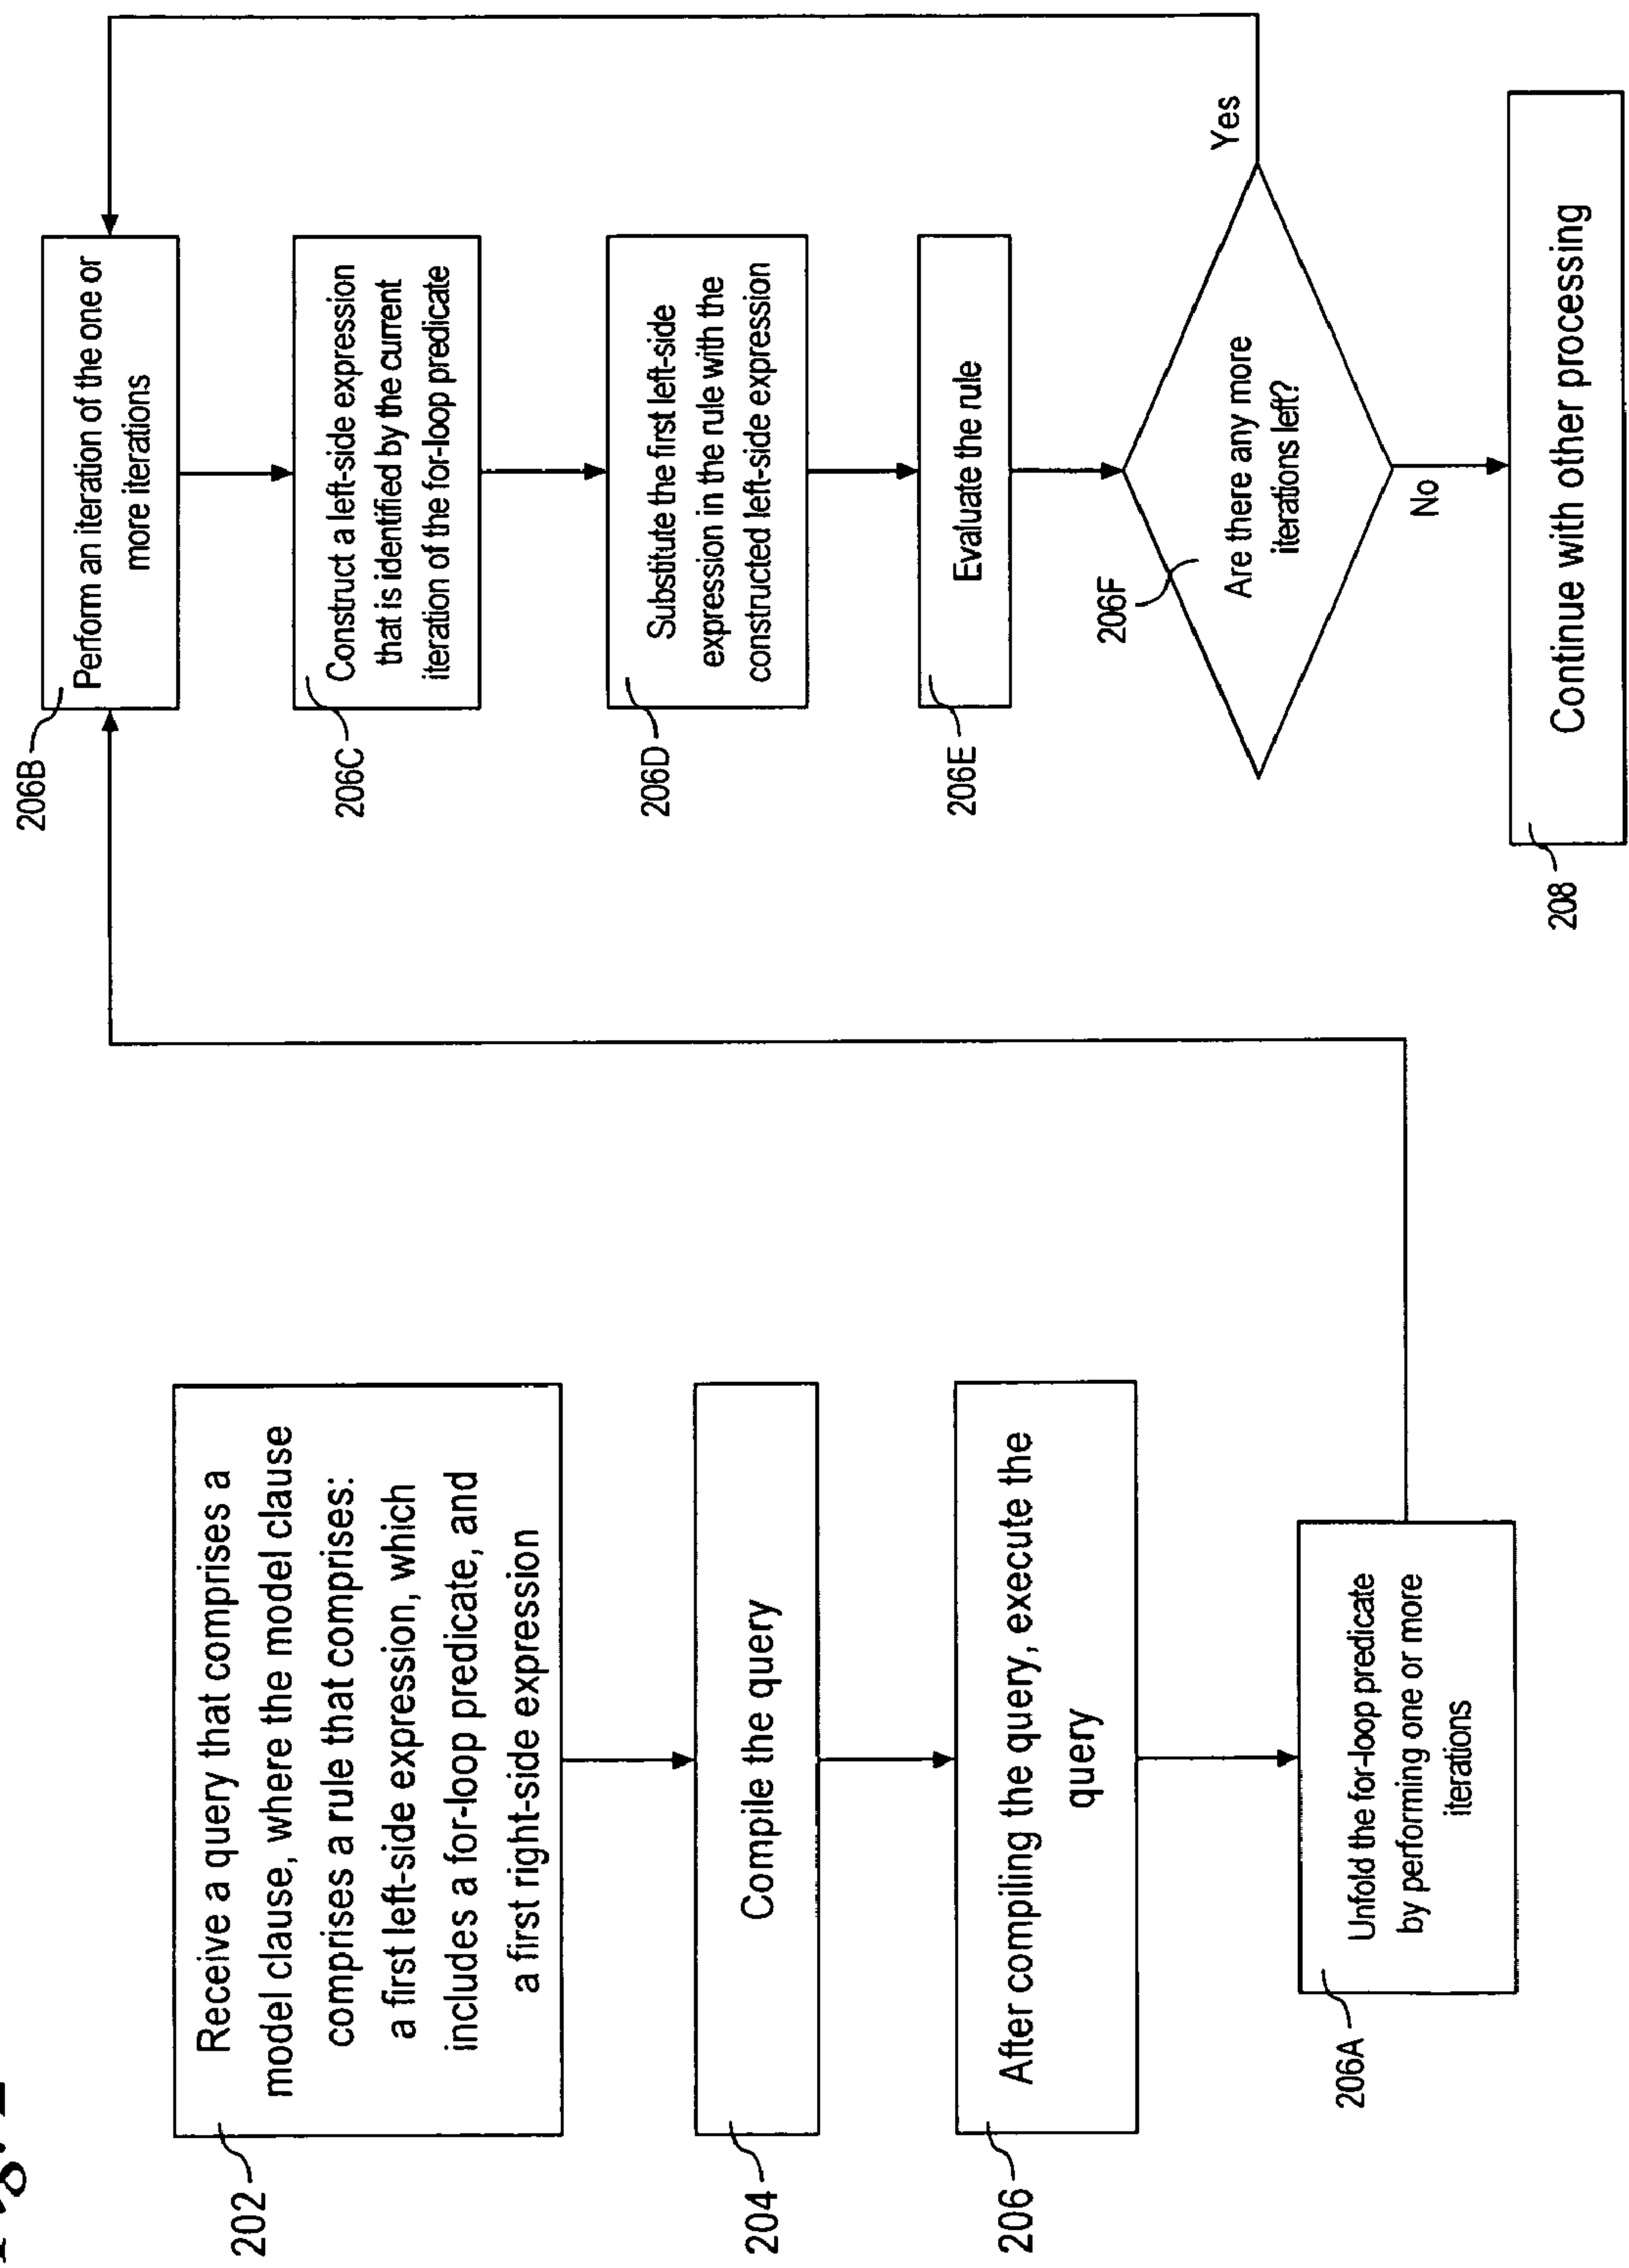 202
Receive a query that comprises a
model clause, where the model clause
comprises a rule that comprises:
a first left-side expression, which
includes a for-loop predicate, and
a first right-side expression
204
Compile the query
206
After compiling the query, execute the
query
206A
Unfold the for-loop predicate
by performing one or more
iterations
206B
Perform an iteration of the one or
more iterations
206C
Construct a left-side expression
that is identified by the current
iteration of the for-loop predicate
206D
Substitute the first left-side
expression in the rule with the
constructed left-side expression
206E
Evaluate the rule
206F
Are there any more
iterations left?
Yes
No
208
Continue with other processing